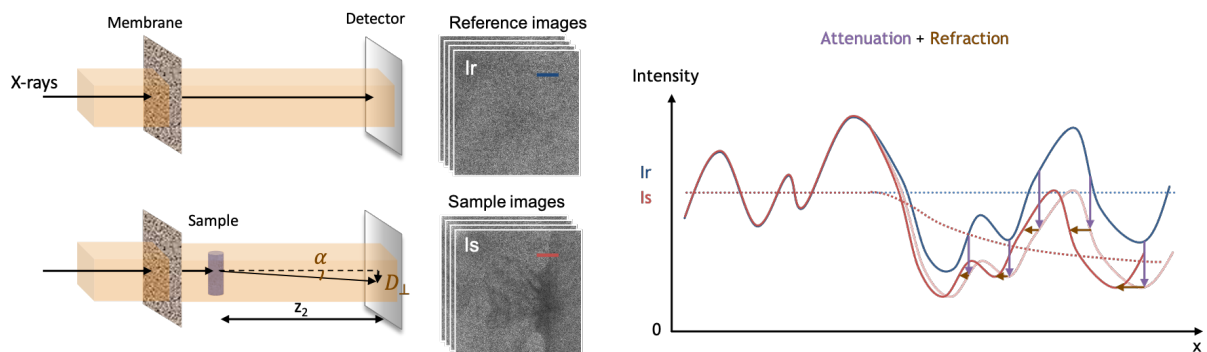 Membrane
Detector
X-rays
Reference images
Ir
Sample
α
D⊥
z2
Sample images
Is
Attenuation + Refraction
Intensity
Ir
Is
0
x